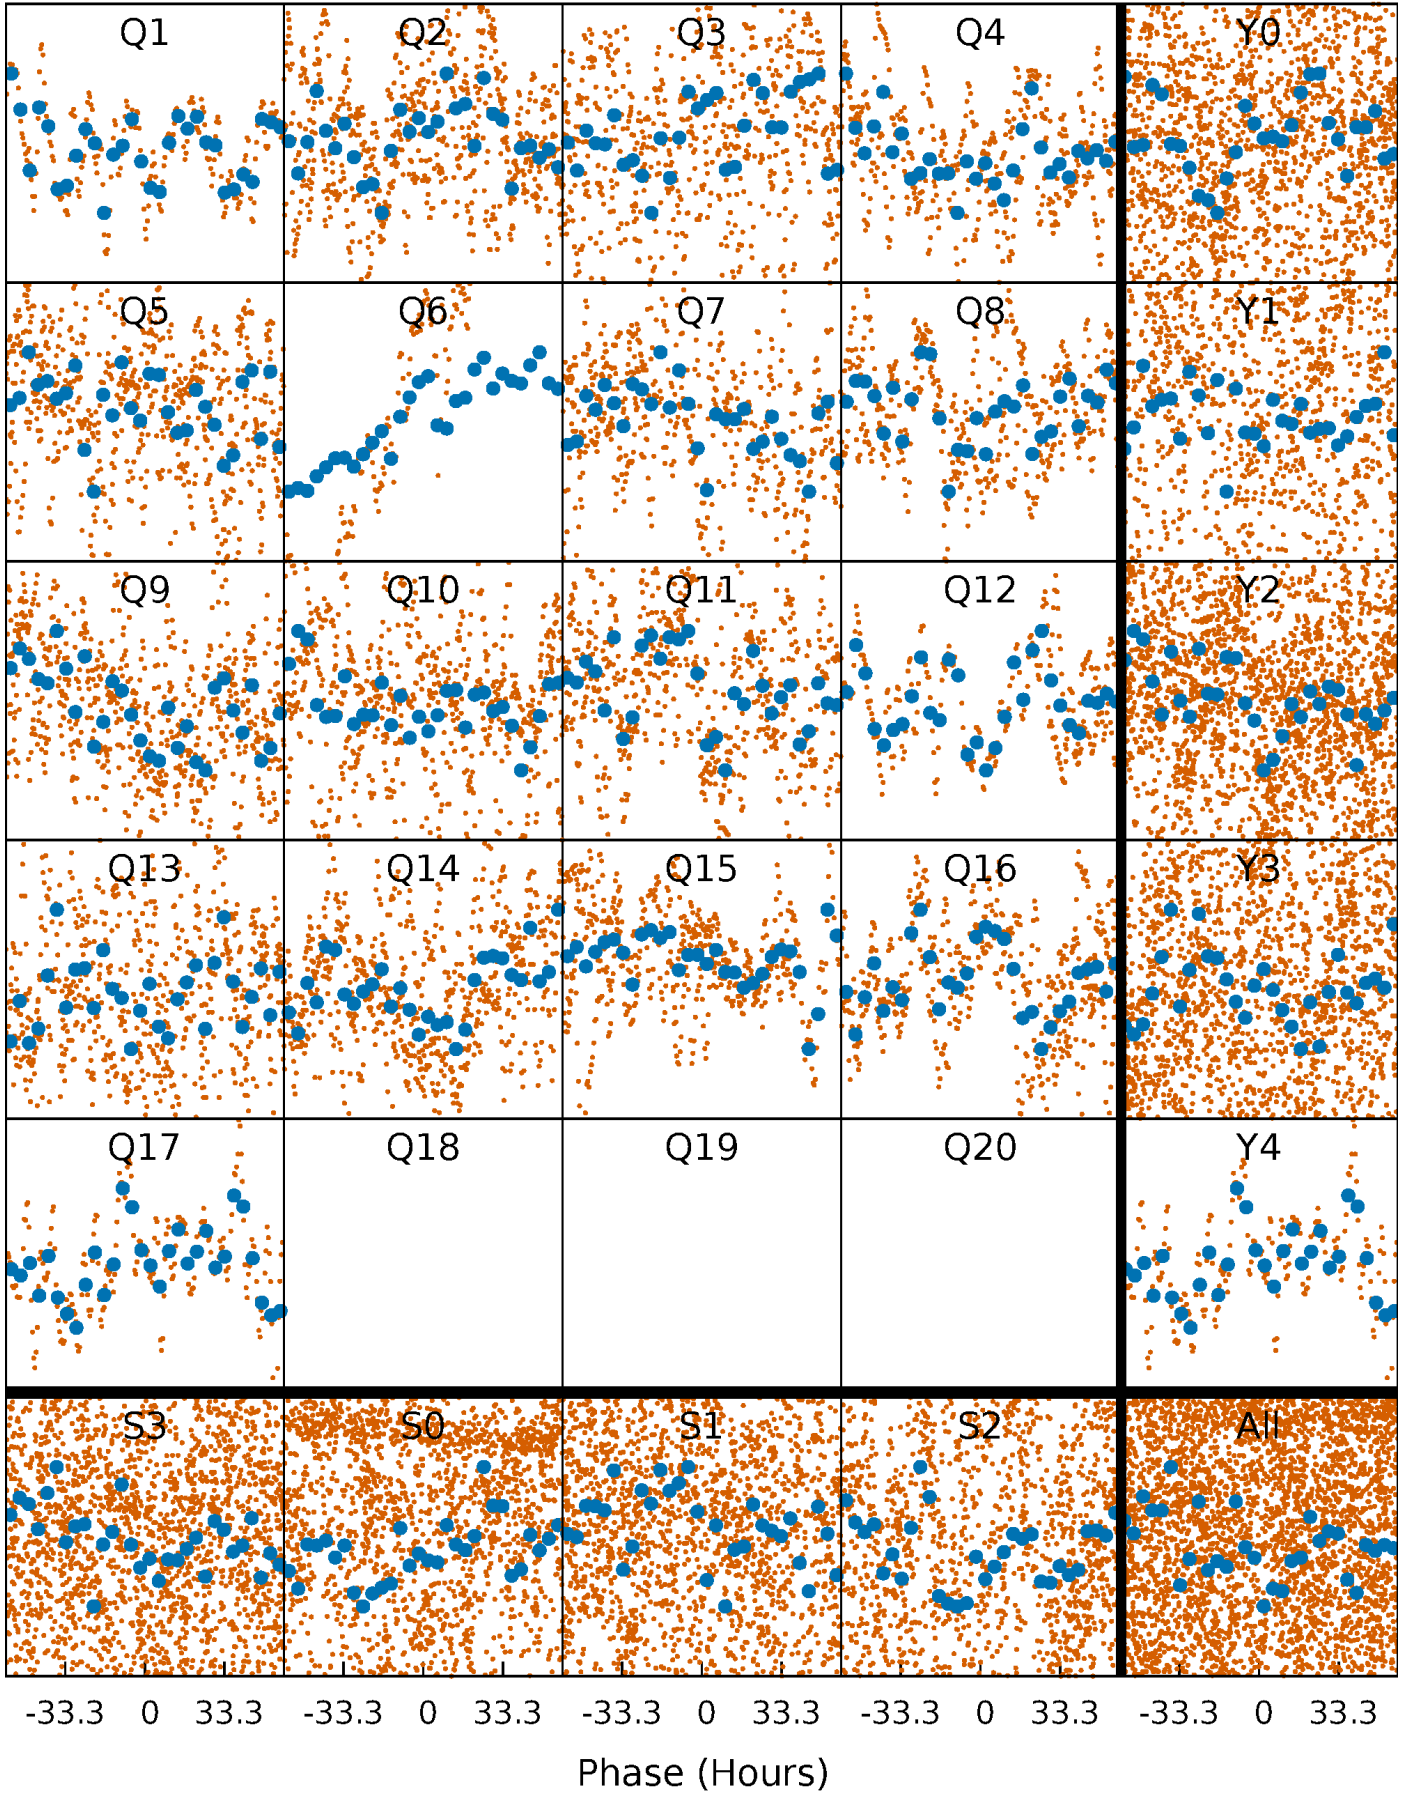 Q1 Q2 Q3 Q4 Y0
Q5 Q6 Q7 Q8 Y1
Q9 Q10 Q11 Q12 Y2
Q13 Q14 Q15 Q16 Y3
Q17 Q18 Q19 Q20 Y4
S3 S0 S1 S2 All
-33.3 0 33.3 -33.3 0 33.3 -33.3 0 33.3 -33.3 0 33.3 -33.3 0 33.3
Phase (Hours)